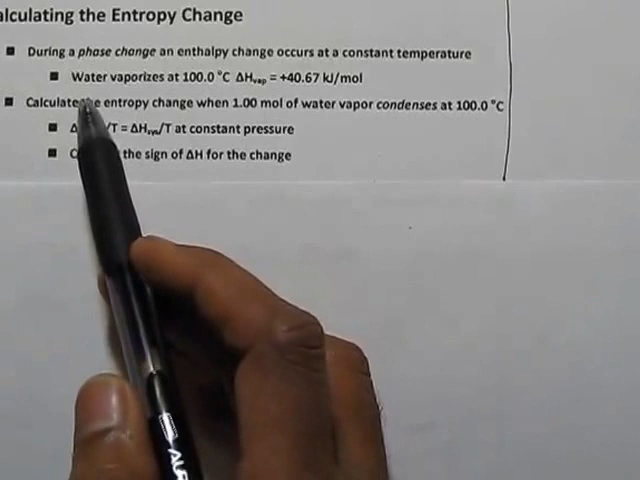 alculating the Entropy Change
■ During a phase change an enthalpy change occurs at a constant temperature
■ Water vaporizes at 100.0 °C ΔHvap = +40.67 kJ/mol
■ Calculate the entropy change when 1.00 mol of water vapor condenses at 100.0 °C
■ Δ /T = ΔHsys/T at constant pressure
■ the sign of ΔH for the change